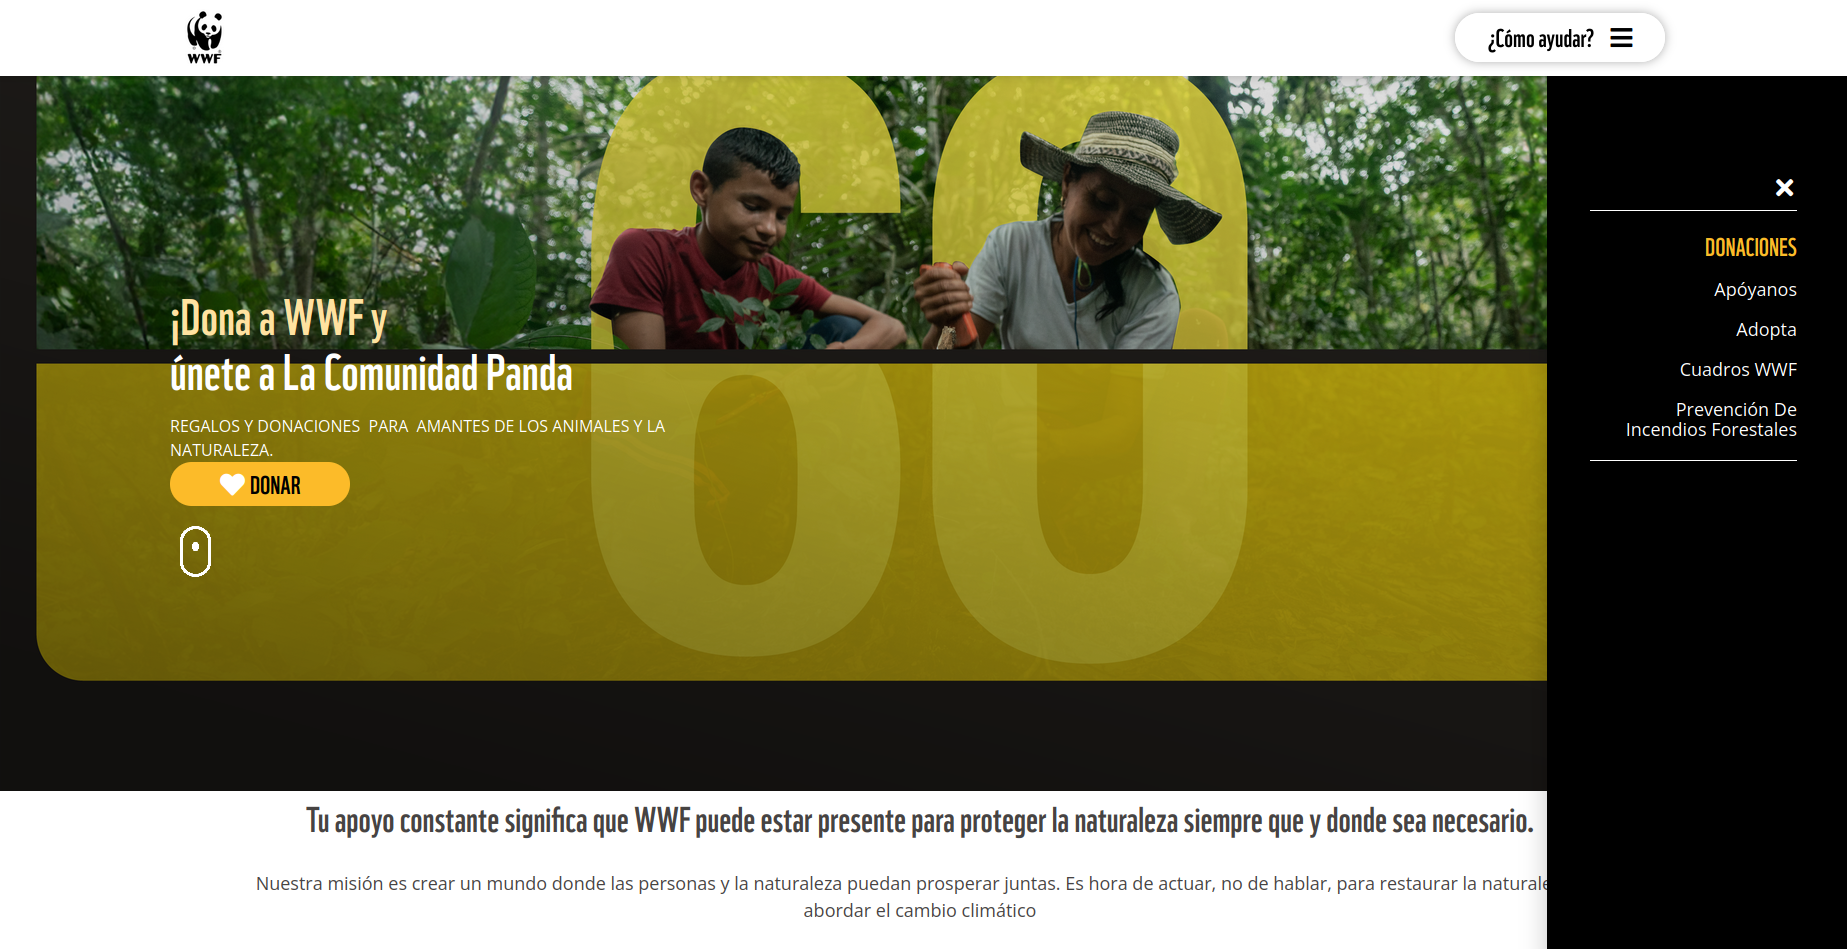 WWF
¿Cómo ayudar?
60
¡Dona a WWF y
únete a La Comunidad Panda
REGALOS Y DONACIONES PARA AMANTES DE LOS ANIMALES Y LA
NATURALEZA.
DONAR
DONACIONES
Apóyanos
Adopta
Cuadros WWF
Prevención De
Incendios Forestales
Tu apoyo constante significa que WWF puede estar presente para proteger la naturaleza siempre que y donde sea necesario.
Nuestra misión es crear un mundo donde las personas y la naturaleza puedan prosperar juntas. Es hora de actuar, no de hablar, para restaurar la naturale
abordar el cambio climático